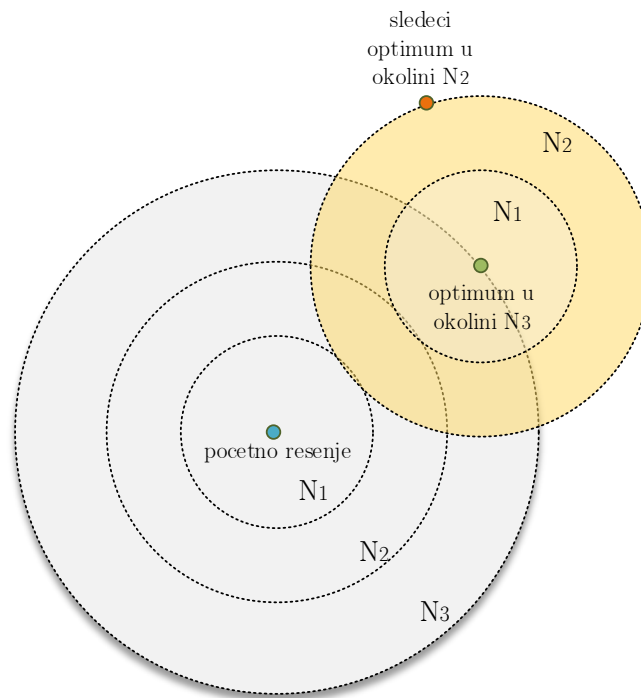 sledeci
optimum u
okolini N2
N2
N1
optimum u
okolini N3
pocetno resenje
N1
N2
N3